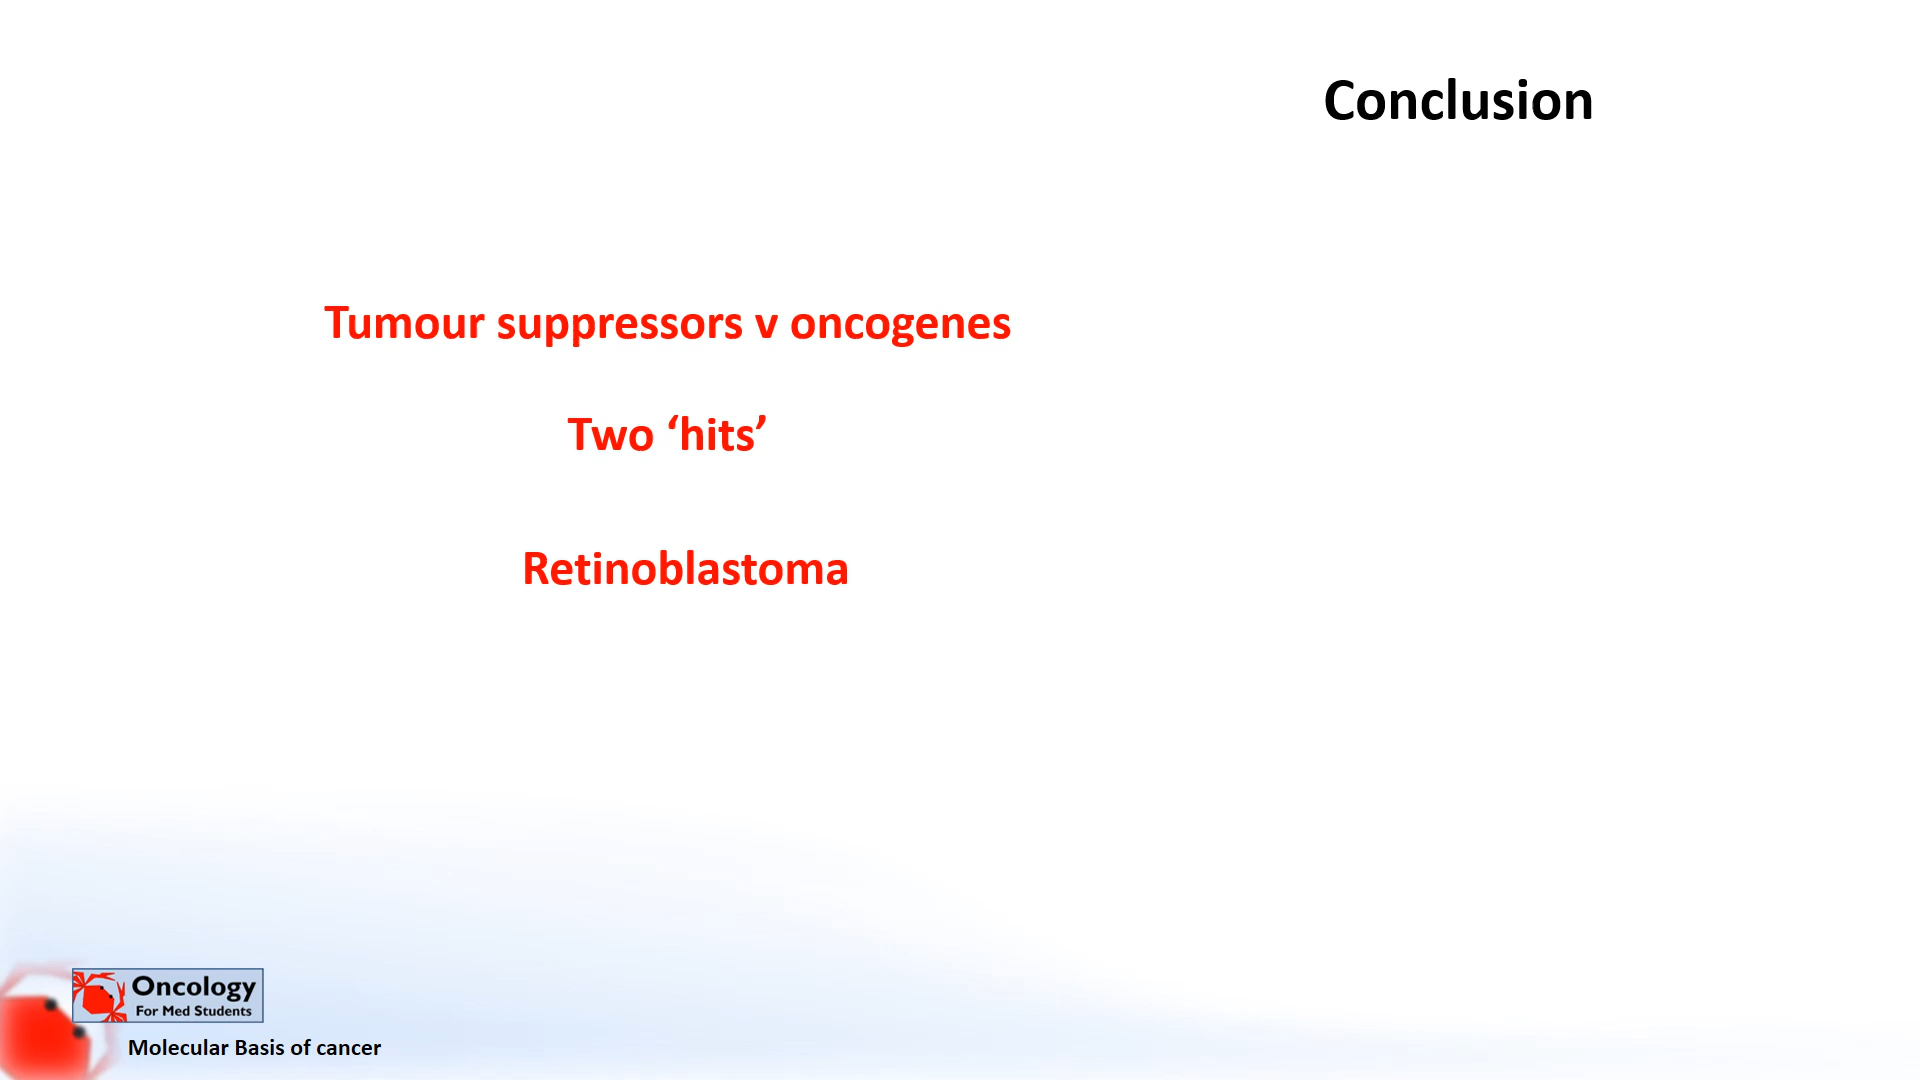 Conclusion
Tumour suppressors v oncogenes
Two ‘hits’
Retinoblastoma
Oncology
For Med Students
Molecular Basis of cancer